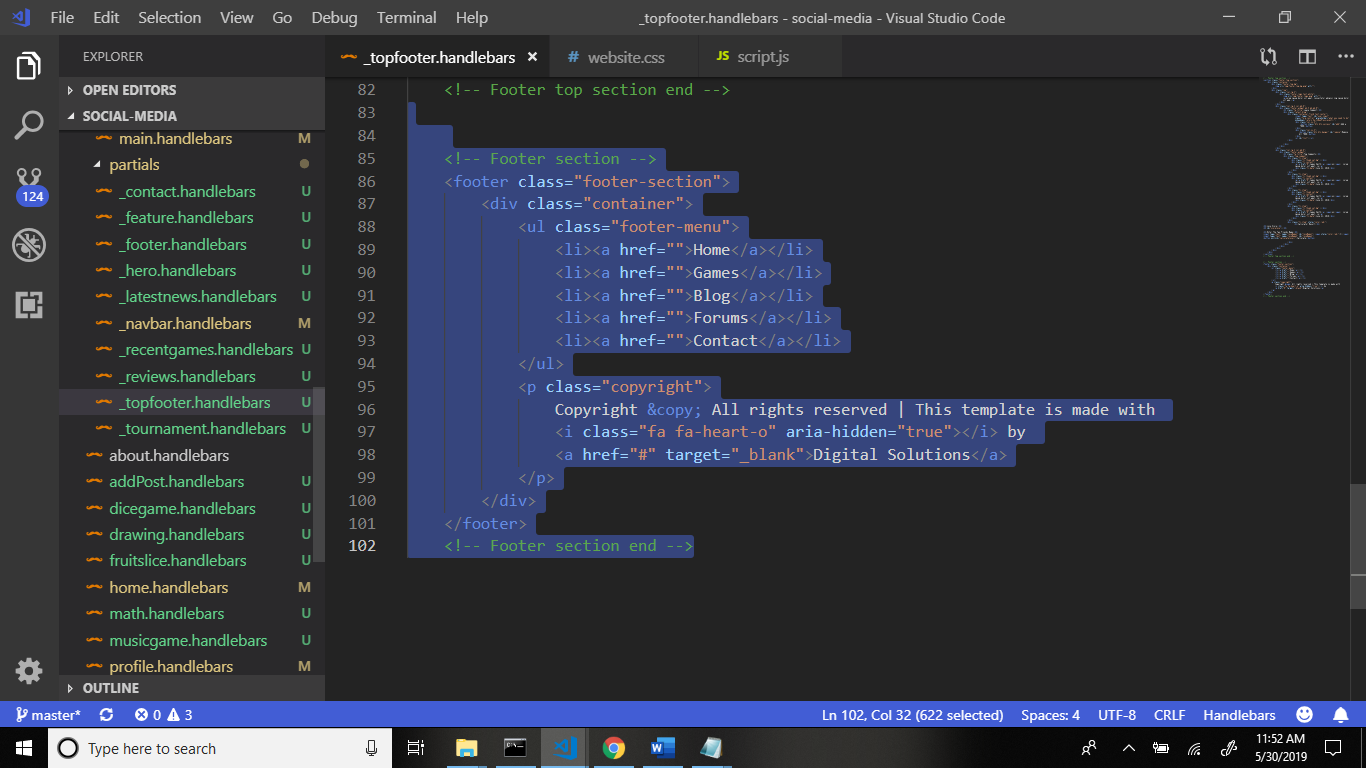 File Edit Selection View Go Debug Terminal Help _topfooter.handlebars - social-media - Visual Studio Code
EXPLORER
_topfooter.handlebars ×
# website.css
JS script.js
OPEN EDITORS
SOCIAL-MEDIA
main.handlebars M
partials
_contact.handlebars U
_feature.handlebars U
_footer.handlebars U
_hero.handlebars U
_latestnews.handlebars U
_navbar.handlebars M
_recentgames.handlebars U
_reviews.handlebars U
_topfooter.handlebars U
_tournament.handlebars U
about.handlebars
addPost.handlebars U
dicegame.handlebars U
drawing.handlebars U
fruitslice.handlebars U
home.handlebars M
math.handlebars U
musicgame.handlebars U
profile.handlebars M
OUTLINE
124
82 <!-- Footer top section end -->
83
84
85 <!-- Footer section -->
86 <footer class="footer-section">
87 <div class="container">
88 <ul class="footer-menu">
89 <li><a href="">Home</a></li>
90 <li><a href="">Games</a></li>
91 <li><a href="">Blog</a></li>
92 <li><a href="">Forums</a></li>
93 <li><a href="">Contact</a></li>
94 </ul>
95 <p class="copyright">
96 Copyright &copy; All rights reserved | This template is made with
97 <i class="fa fa-heart-o" aria-hidden="true"></i> by
98 <a href="#" target="_blank">Digital Solutions</a>
99 </p>
100 </div>
101 </footer>
102 <!-- Footer section end -->
master* 0 3 Ln 102, Col 32 (622 selected) Spaces: 4 UTF-8 CRLF Handlebars
Type here to search
11:52 AM
5/30/2019